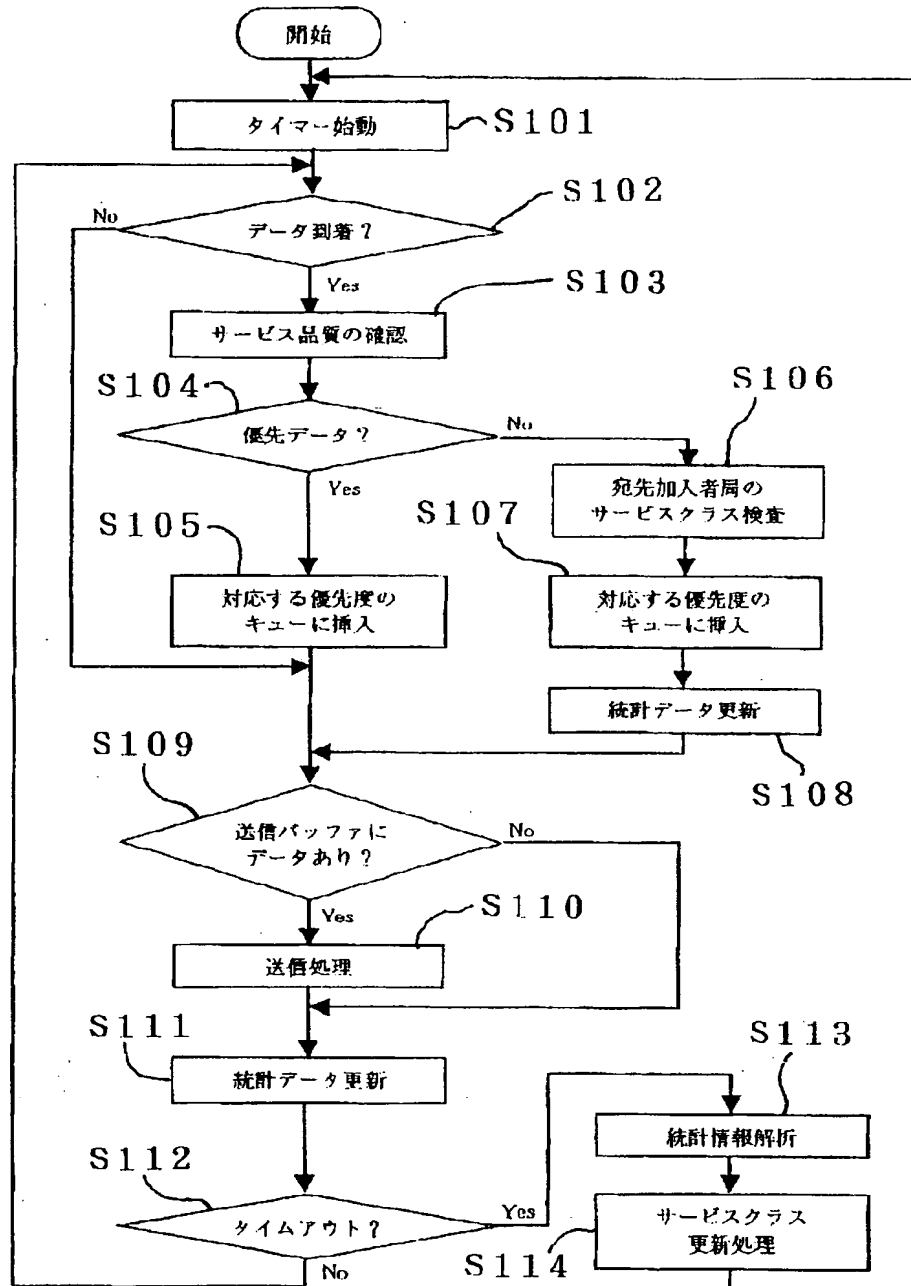 開始
タイマー始動
S101
S102
No
データ到着?
Yes
S103
サービス品質の確認
S104
優先データ?
No
S106
Yes
宛先加入者局の
サービスクラス検査
S105
S107
対応する優先度の
キューに挿入
対応する優先度の
キューに挿入
統計データ更新
S108
S109
送信バッファに
データあり?
No
Yes
S110
送信処理
S111
統計データ更新
S113
統計情報解析
S112
タイムアウト?
Yes
No
サービスクラス
更新処理
S114